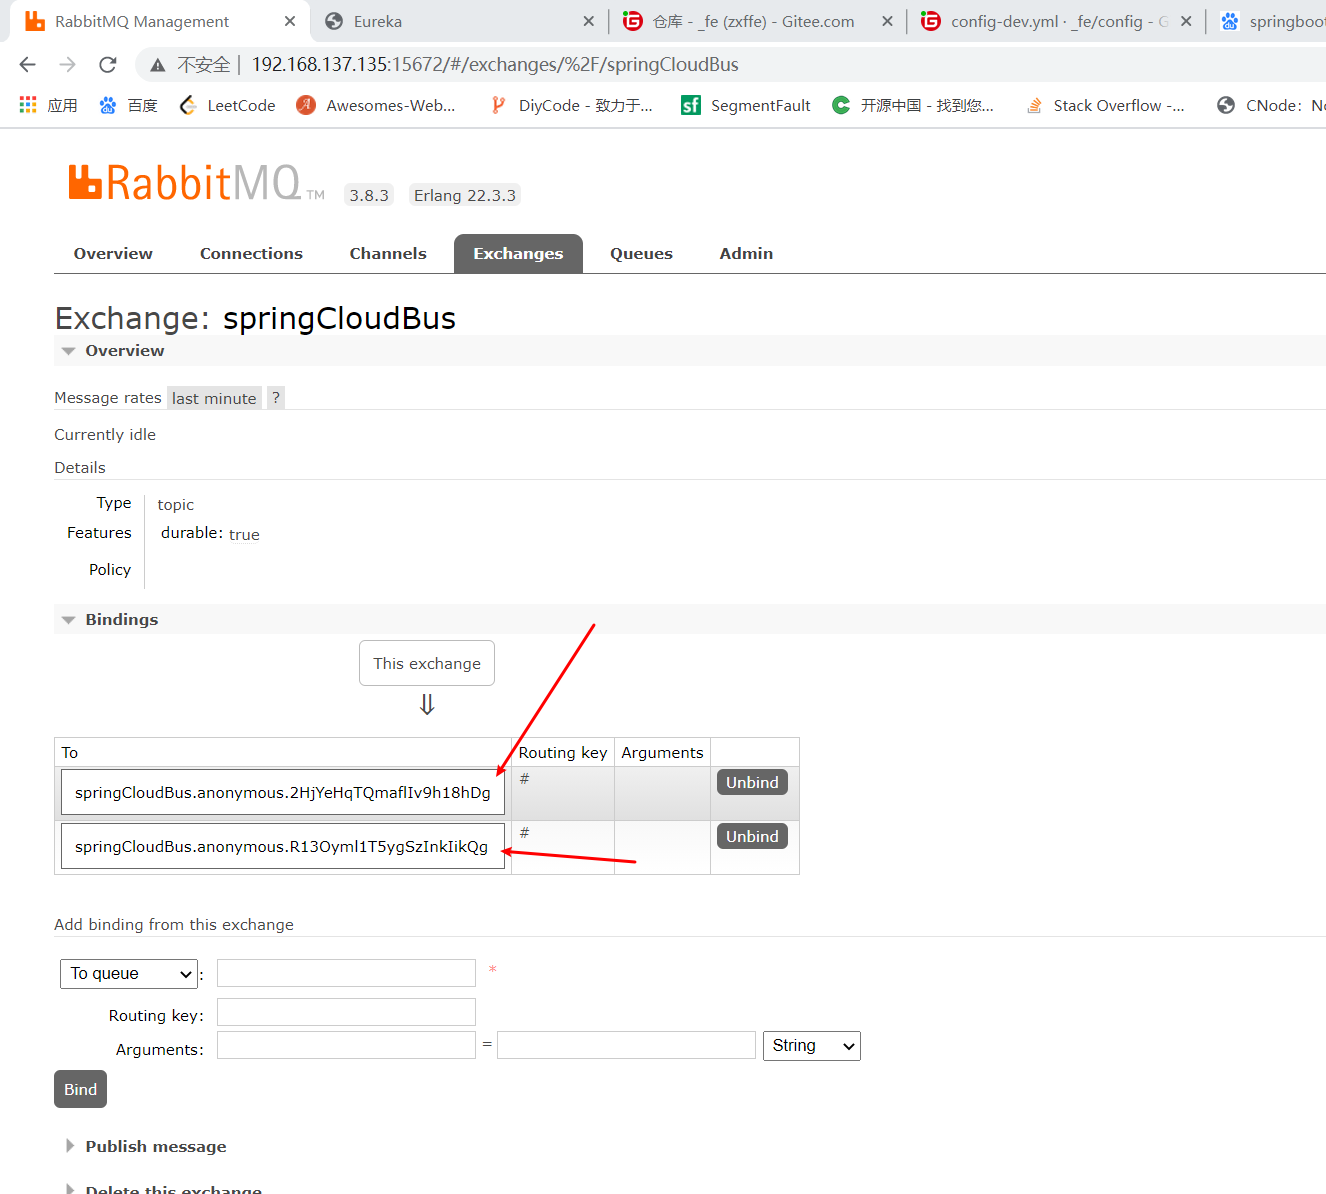 RabbitMQ Management
Eureka
仓库 - _fe (zxffe) - Gitee.com
config-dev.yml · _fe/config - G
springboot
不安全 | 192.168.137.135:15672/#/exchanges/%2F/springCloudBus
应用
百度
LeetCode
Awesomes-Web...
DiyCode - 致力于...
SegmentFault
开源中国 - 找到您...
Stack Overflow -...
CNode: No
RabbitMQ TM 3.8.3 Erlang 22.3.3
Overview Connections Channels Exchanges Queues Admin
Exchange: springCloudBus
Overview
Message rates last minute ?
Currently idle
Details
Type topic
Features durable: true
Policy
Bindings
This exchange
⇓
To Routing key Arguments
springCloudBus.anonymous.2HjYeHqTQmaflIv9h18hDg # Unbind
springCloudBus.anonymous.R13Oyml1T5ygSzInkIikQg # Unbind
Add binding from this exchange
To queue : *
Routing key:
Arguments: = String
Bind
Publish message
Delete this exchange